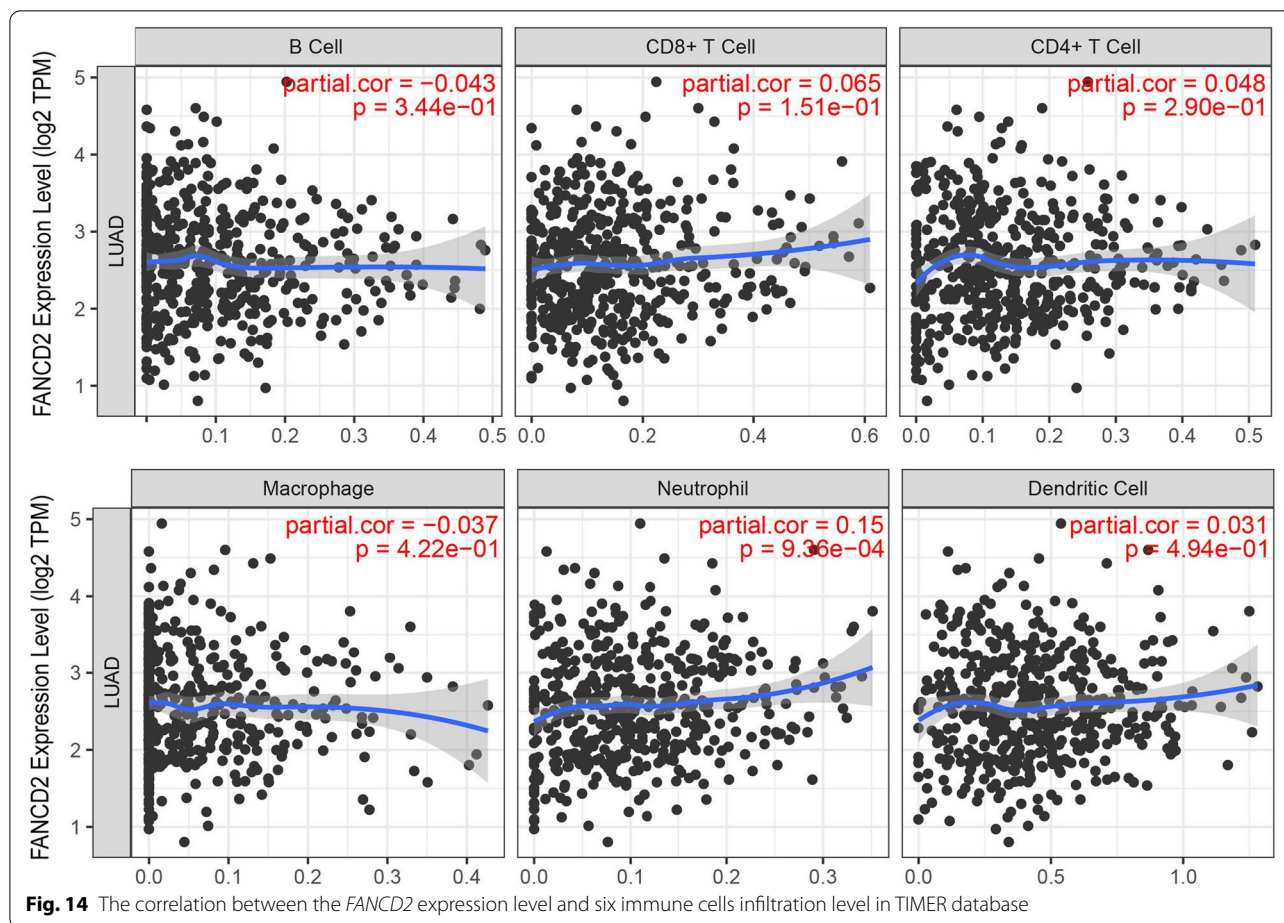 B Cell
CD8+ T Cell
CD4+ T Cell
FANCD2 Expression Level (log2 TPM)
LUAD
5
4
3
2
1
partial.cor = −0.043
p = 3.44e−01
partial.cor = 0.065
p = 1.51e−01
partial.cor = 0.048
p = 2.90e−01
0.1 0.2 0.3 0.4 0.5
0.0 0.2 0.4 0.6
0.0 0.1 0.2 0.3 0.4 0.5
Macrophage
Neutrophil
Dendritic Cell
FANCD2 Expression Level (log2 TPM)
LUAD
5
4
3
2
1
partial.cor = −0.037
p = 4.22e−01
partial.cor = 0.15
p = 9.36e−04
partial.cor = 0.031
p = 4.94e−01
0.0 0.1 0.2 0.3 0.4
0.0 0.1 0.2 0.3
0.0 0.5 1.0
Fig. 14 The correlation between the FANCD2 expression level and six immune cells infiltration level in TIMER database